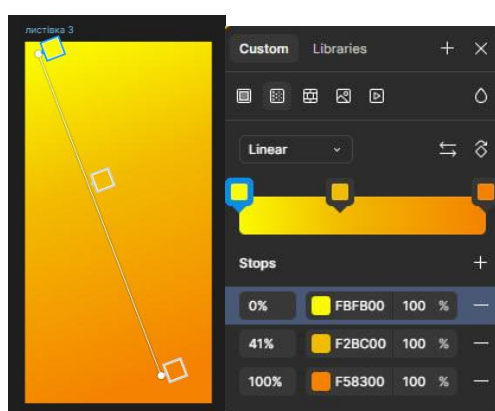 листівка 3
Custom Libraries
Linear
Stops
0% FBFB00 100 %
41% F2BC00 100 %
100% F58300 100 %